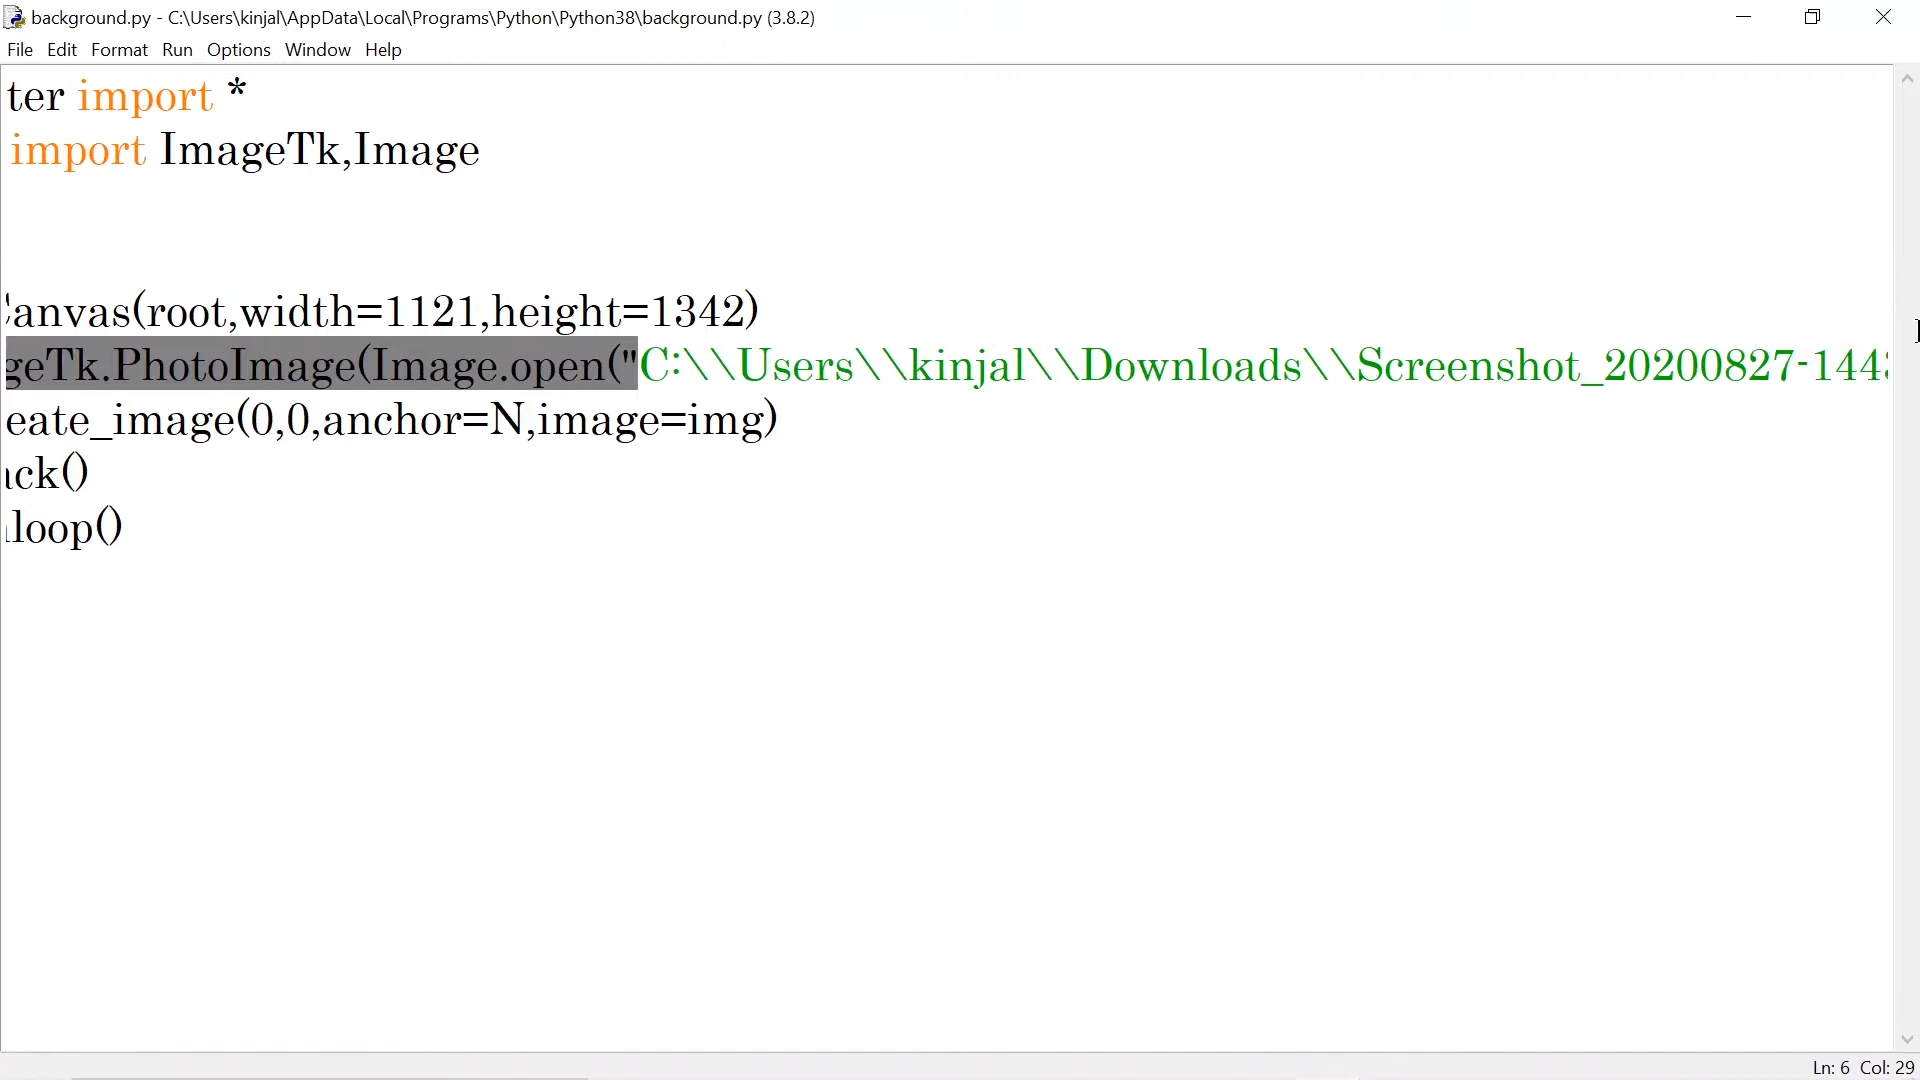 background.py - C:\Users\kinjal\AppData\Local\Programs\Python\Python38\background.py (3.8.2)
File Edit Format Run Options Window Help
ter import *
import ImageTk,Image
anvas(root,width=1121,height=1342)
geTk.PhotoImage(Image.open("C:\\Users\\kinjal\\Downloads\\Screenshot_20200827-144
eate_image(0,0,anchor=N,image=img)
ack()
loop()
Ln: 6 Col: 29